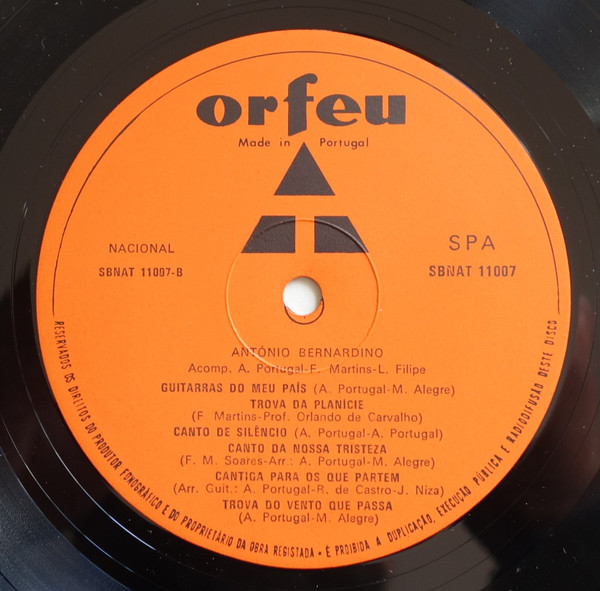 orfeu
Made in Portugal
NACIONAL
SBNAT 11007-B
SPA
SBNAT 11007
ANTÓNIO BERNARDINO
Acomp. A. Portugal-F. Martins-L. Filipe
GUITARRAS DO MEU PAÍS (A. Portugal-M. Alegre)
TROVA DA PLANÍCIE
(F. Martins-Prof. Orlando de Carvalho)
CANTO DE SILÊNCIO (A. Portugal-A. Portugal)
CANTO DA NOSSA TRISTEZA
(F. M. Soares-Arr.: A. Portugal-M. Alegre)
CANTIGA PARA OS QUE PARTEM
(Arr. Guit.: A. Portugal-R. de Castro-J. Niza)
TROVA DO VENTO QUE PASSA
(A. Portugal-M. Alegre)
RESERVADOS OS DIREITOS DO PRODUTOR FONOGRÁFICO E DO PROPRIETÁRIO DA OBRA REGISTADA • É PROIBIDA A DUPLICAÇÃO, EXECUÇÃO PÚBLICA E RADIODIFUSÃO DESTE DISCO